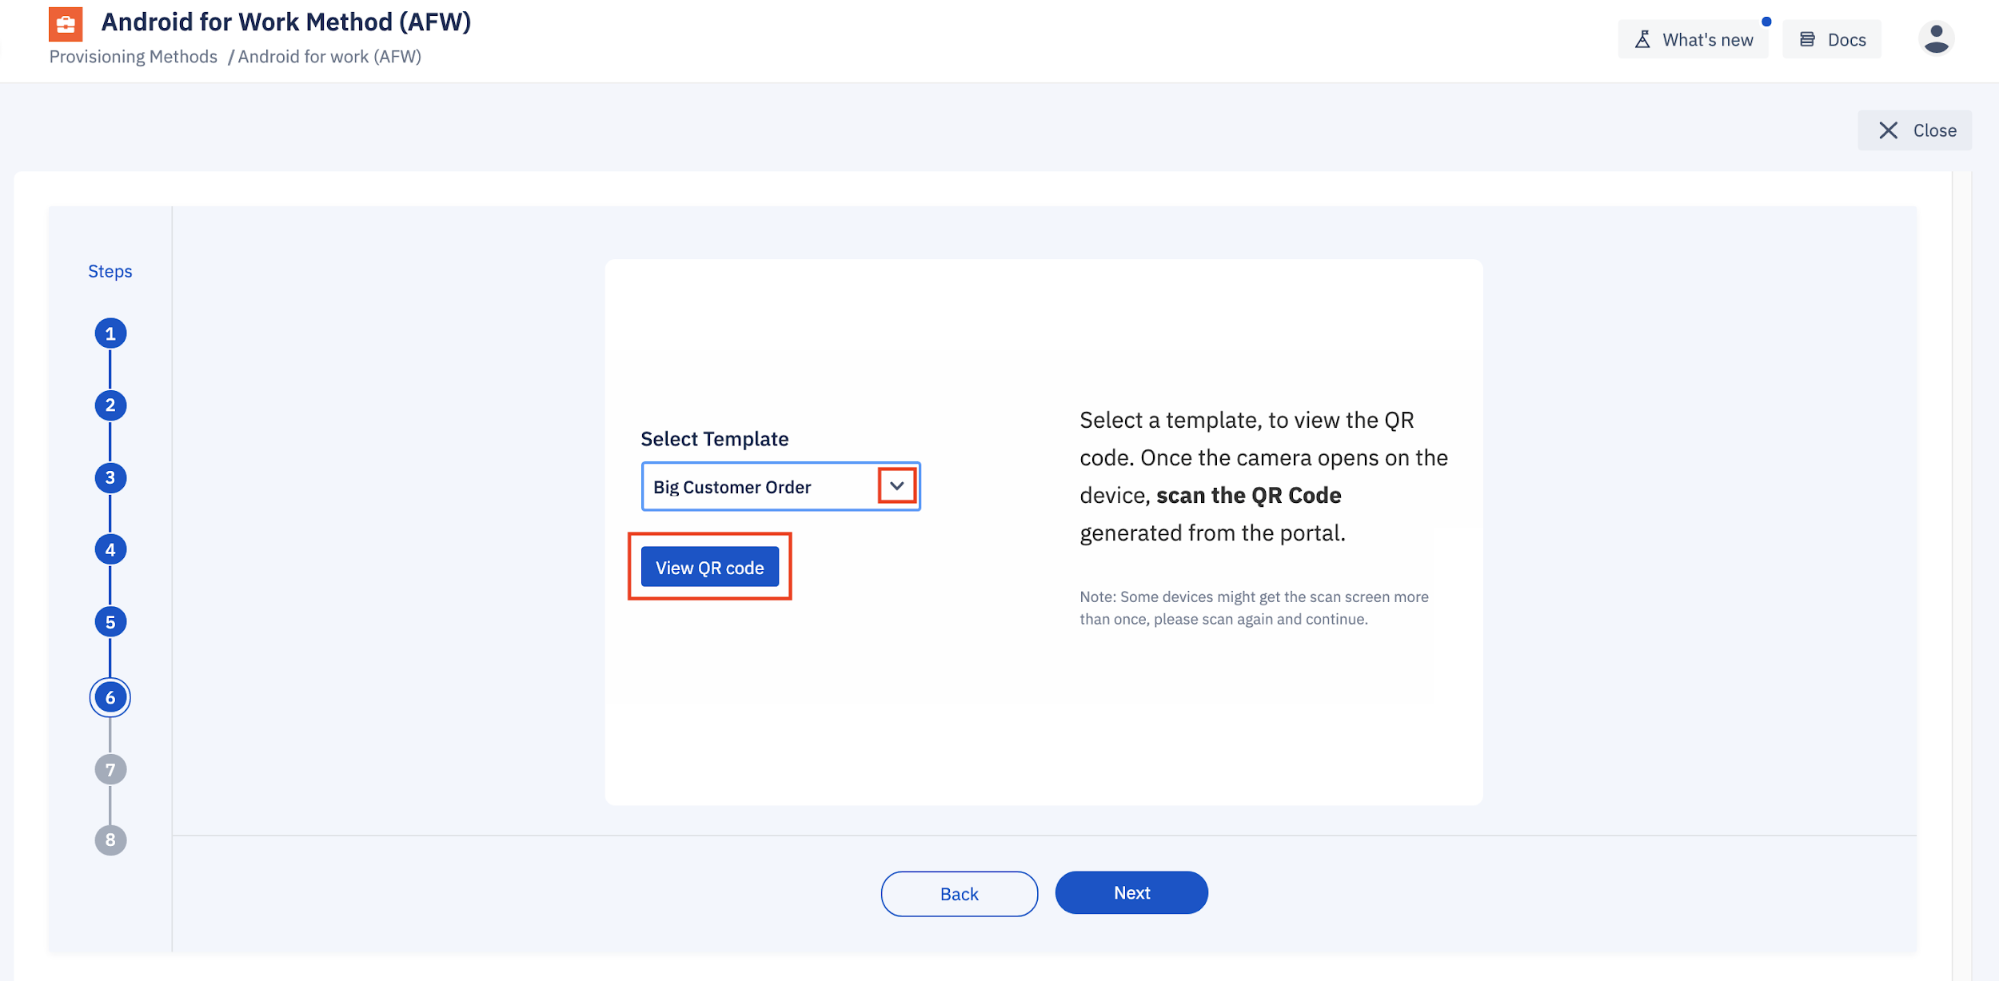 Android for Work Method (AFW)
Provisioning Methods / Android for work (AFW)
What's new
Docs
Close
Steps
1
2
3
4
5
6
7
8
Select Template
Big Customer Order
View QR code
Select a template, to view the QR
code. Once the camera opens on the
device, scan the QR Code
generated from the portal.
Note: Some devices might get the scan screen more
than once, please scan again and continue.
Back
Next